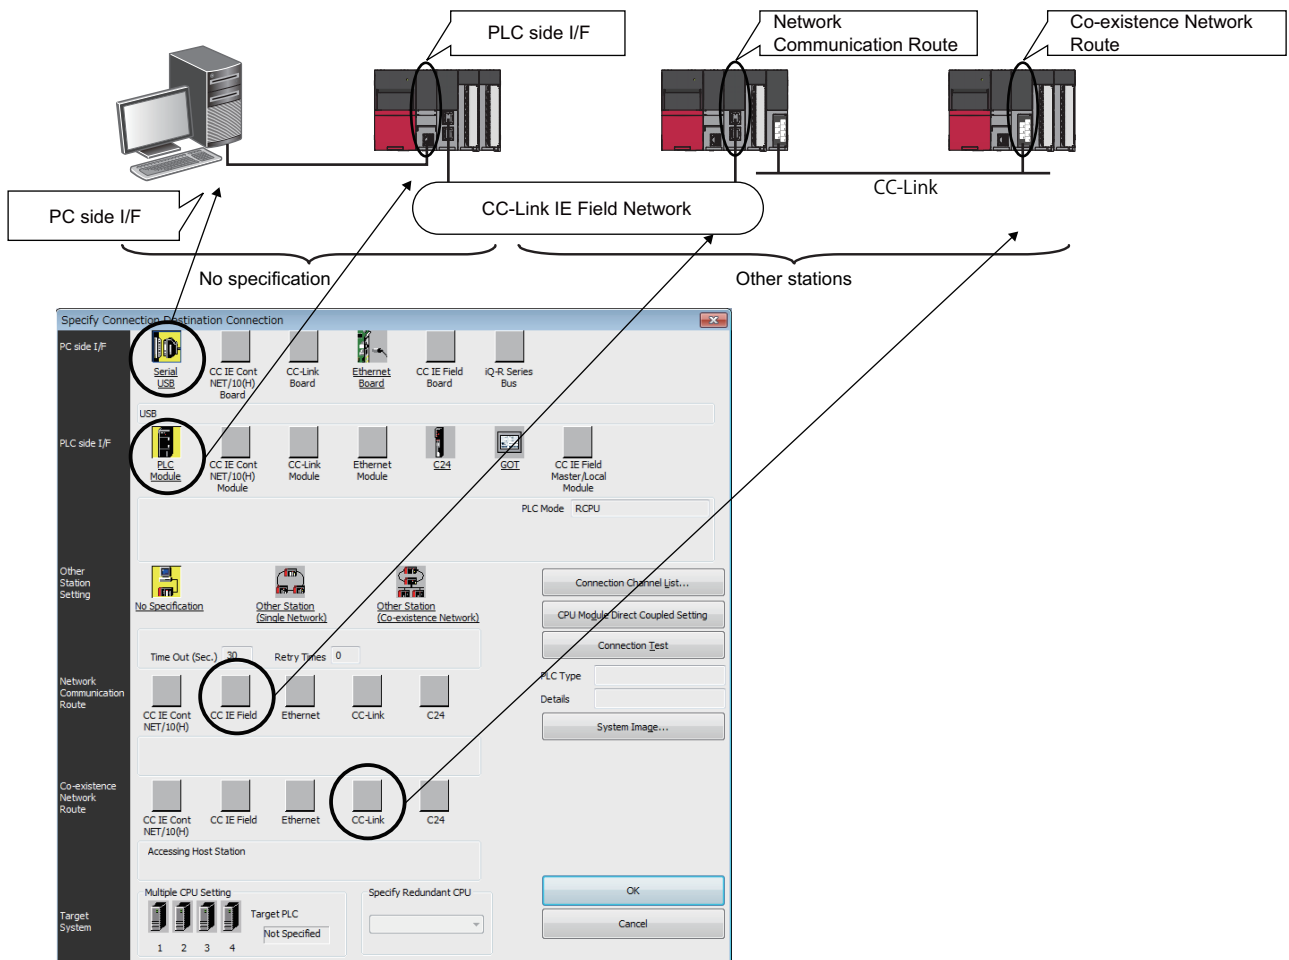 PLC side I/F
Network
Communication Route
Co-existence Network
Route
PC side I/F
CC-Link IE Field Network
CC-Link
No specification
Other stations
Specify Connection Destination Connection
PC side I/F
Serial
USB
CC IE Cont
NET/10(H)
Board
CC-Link
Board
Ethernet
Board
CC IE Field
Board
iQ-R Series
Bus
USB
PLC side I/F
PLC
Module
CC IE Cont
NET/10(H)
Module
CC-Link
Module
Ethernet
Module
C24
GOT
CC IE Field
Master/Local
Module
PLC Mode RCPU
Other
Station
Setting
No Specification
Other Station
(Single Network)
Other Station
(Co-existence Network)
Connection Channel List...
CPU Module Direct Coupled Setting
Connection Test
Time Out (Sec.) 30 Retry Times 0
PLC Type
Details
System Image...
Network
Communication
Route
CC IE Cont
NET/10(H)
CC IE Field
Ethernet
CC-Link
C24
Co-existence
Network
Route
CC IE Cont
NET/10(H)
CC IE Field
Ethernet
CC-Link
C24
Accessing Host Station
Target
System
Multiple CPU Setting
1 2 3 4
Target PLC
Not Specified
Specify Redundant CPU
OK
Cancel